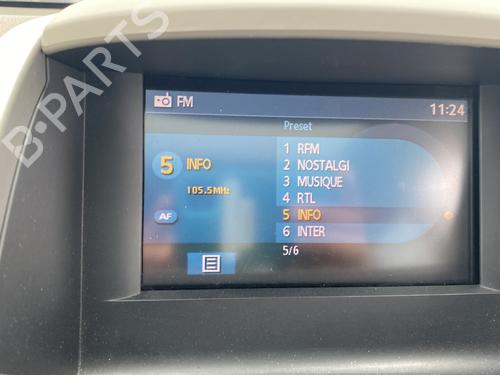 B-PARTS
FM
11:24
Preset
5 INFO
105.5MHz
AF
1 RFM
2 NOSTALGI
3 MUSIQUE
4 RTL
5 INFO
6 INTER
5/6
B-PARTS